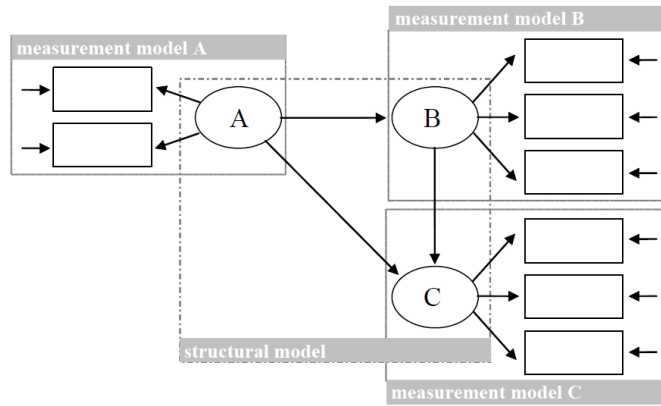 measurement model A
measurement model B
A
B
C
structural model
measurement model C